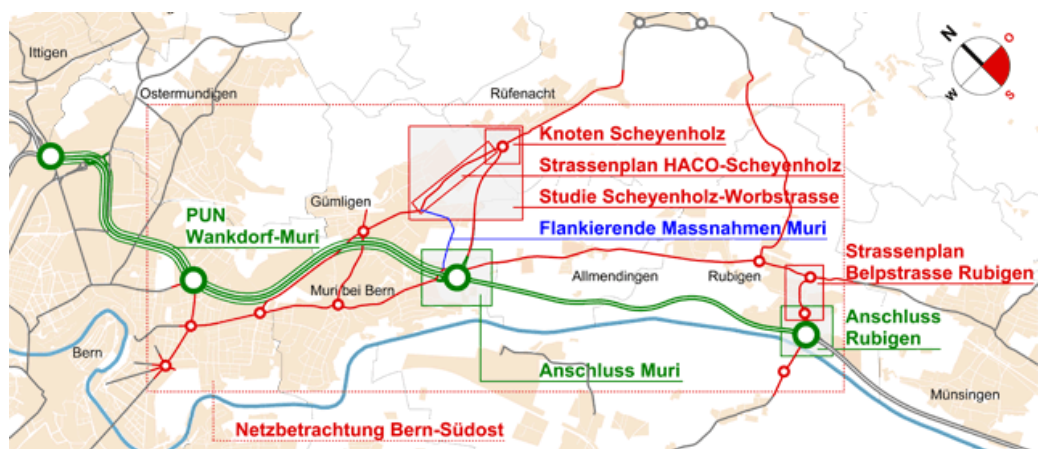 Ittigen
N
O
W
S
Ostermundigen
Rüfenacht
Knoten Scheyenholz
Strassenplan HACO-Scheyenholz
Studie Scheyenholz-Worbstrasse
Gümligen
PUN
Wankdorf-Muri
Flankierende Massnahmen Muri
Strassenplan
Belpstrasse Rubigen
Allmendingen
Rubigen
Muri bei Bern
Anschluss
Rubigen
Bern
Anschluss Muri
Münsingen
Netzbetrachtung Bern-Südost